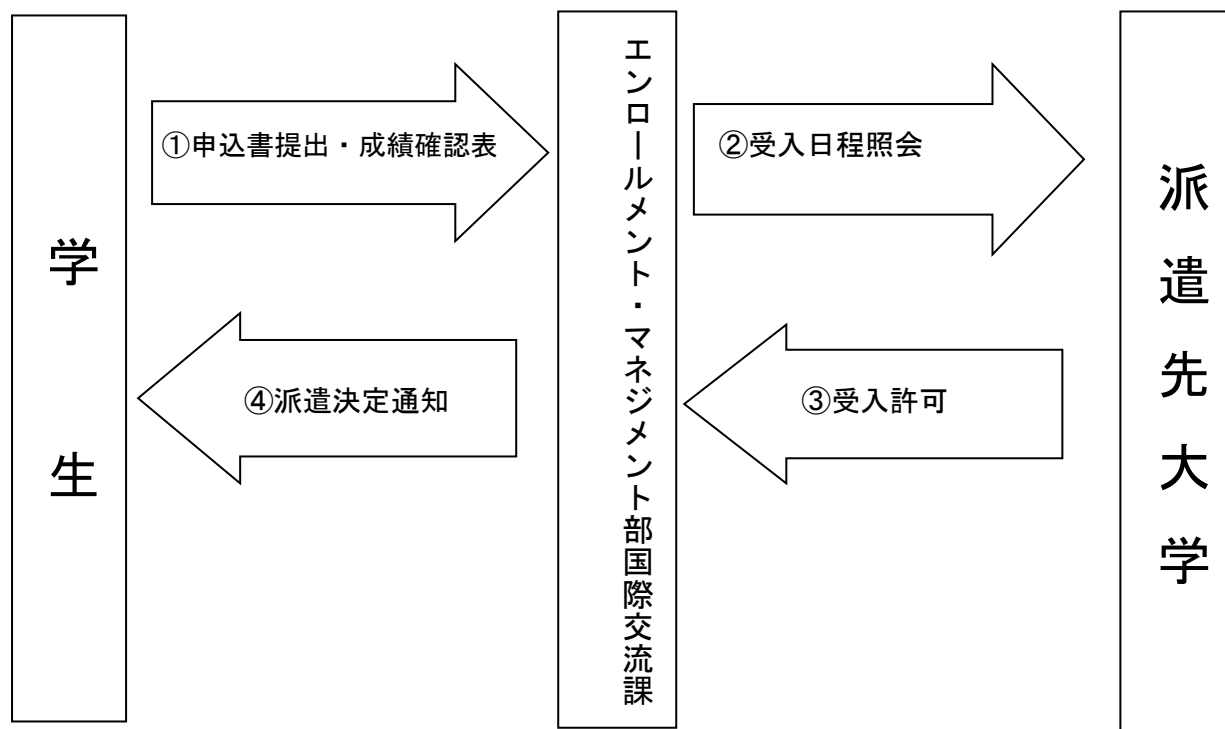 学生
①申込書提出・成績確認表
④派遣決定通知
エンロールメント・マネジメント部国際交流課
②受入日程照会
③受入許可
派遣先大学